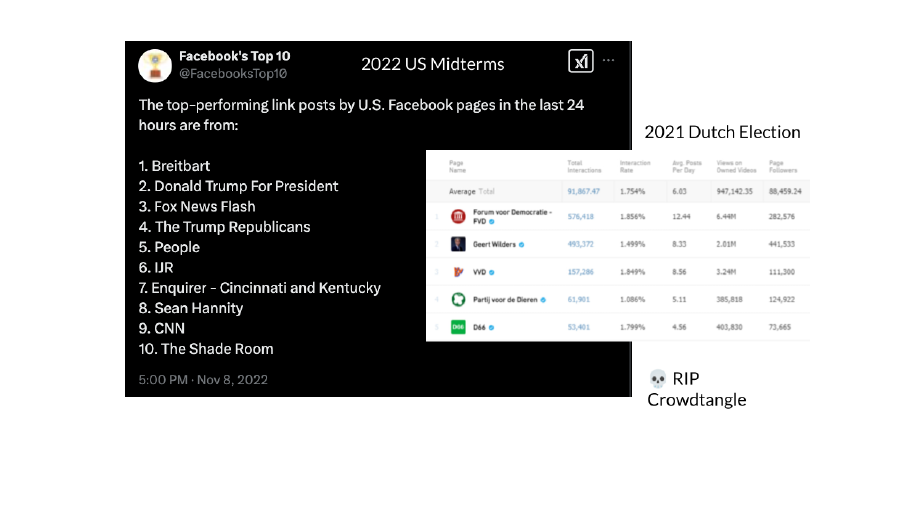 Facebook's Top 10
@FacebooksTop10
2022 US Midterms
The top-performing link posts by U.S. Facebook pages in the last 24
hours are from:
1. Breitbart
2. Donald Trump For President
3. Fox News Flash
4. The Trump Republicans
5. People
6. IJR
7. Enquirer - Cincinnati and Kentucky
8. Sean Hannity
9. CNN
10. The Shade Room
5:00 PM · Nov 8, 2022
2021 Dutch Election
Page Name Total Interactions Interaction Rate Avg. Posts Per Day Views on Owned Videos Page Followers
Average Total 91,867.47 1.754% 6.03 947,142.35 88,459.24
1 Forum voor Democratie - FVD 576,418 1.856% 12.44 6.44M 282,576
2 Geert Wilders 493,372 1.499% 8.33 2.01M 441,533
3 VVD 157,286 1.849% 8.56 3.24M 111,300
4 Partij voor de Dieren 61,901 1.086% 5.11 385,818 124,922
5 D66 D66 53,401 1.799% 4.56 403,830 73,665
💀 RIP
Crowdtangle